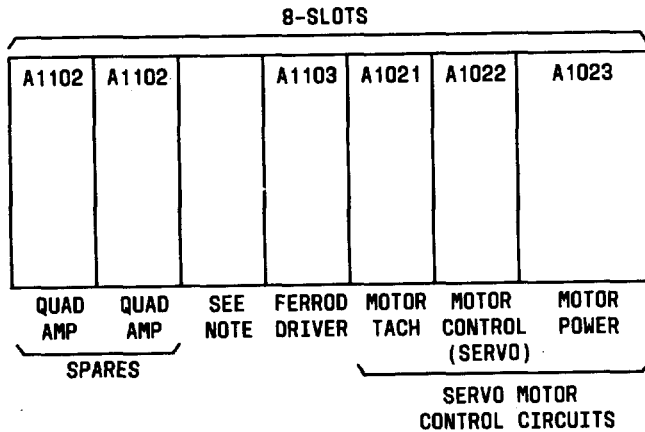 8-SLOTS
A1102 A1102 A1103 A1021 A1022 A1023
QUAD QUAD SEE FERROD MOTOR MOTOR MOTOR
AMP AMP NOTE DRIVER TACH CONTROL POWER
(SERVO)
SPARES
SERVO MOTOR
CONTROL CIRCUITS